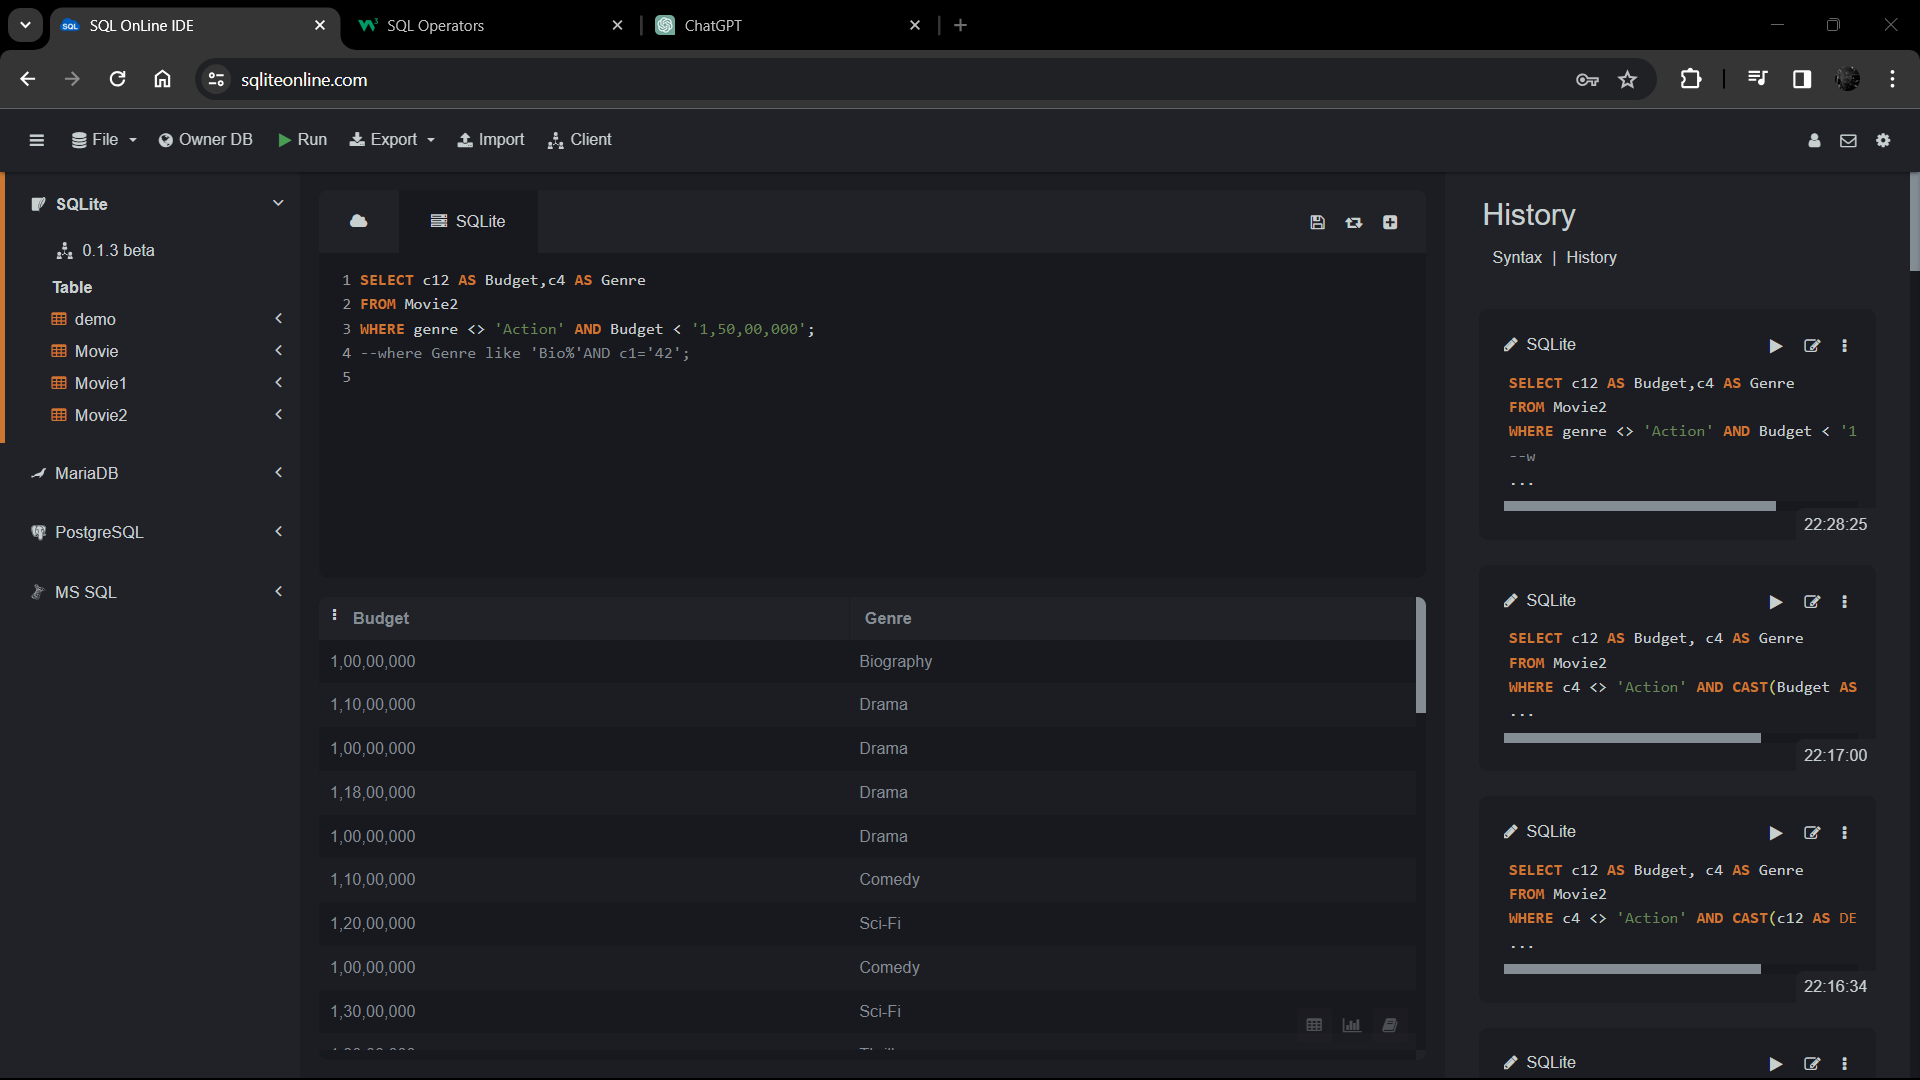 SQL OnLine IDE
SQL Operators
ChatGPT
sqliteonline.com
File
Owner DB
Run
Export
Import
Client
SQLite
0.1.3 beta
Table
demo
Movie
Movie1
Movie2
MariaDB
PostgreSQL
MS SQL
SQLite
1 SELECT c12 AS Budget,c4 AS Genre
2 FROM Movie2
3 WHERE genre <> 'Action' AND Budget < '1,50,00,000';
4 --where Genre like 'Bio%'AND c1='42';
5
Budget Genre
1,00,00,000 Biography
1,10,00,000 Drama
1,00,00,000 Drama
1,18,00,000 Drama
1,00,00,000 Drama
1,10,00,000 Comedy
1,20,00,000 Sci-Fi
1,00,00,000 Comedy
1,30,00,000 Sci-Fi
History
Syntax | History
SQLite
SELECT c12 AS Budget,c4 AS Genre
FROM Movie2
WHERE genre <> 'Action' AND Budget < '1
--w
...
22:28:25
SQLite
SELECT c12 AS Budget, c4 AS Genre
FROM Movie2
WHERE c4 <> 'Action' AND CAST(Budget AS
...
22:17:00
SQLite
SELECT c12 AS Budget, c4 AS Genre
FROM Movie2
WHERE c4 <> 'Action' AND CAST(c12 AS DE
...
22:16:34
SQLite